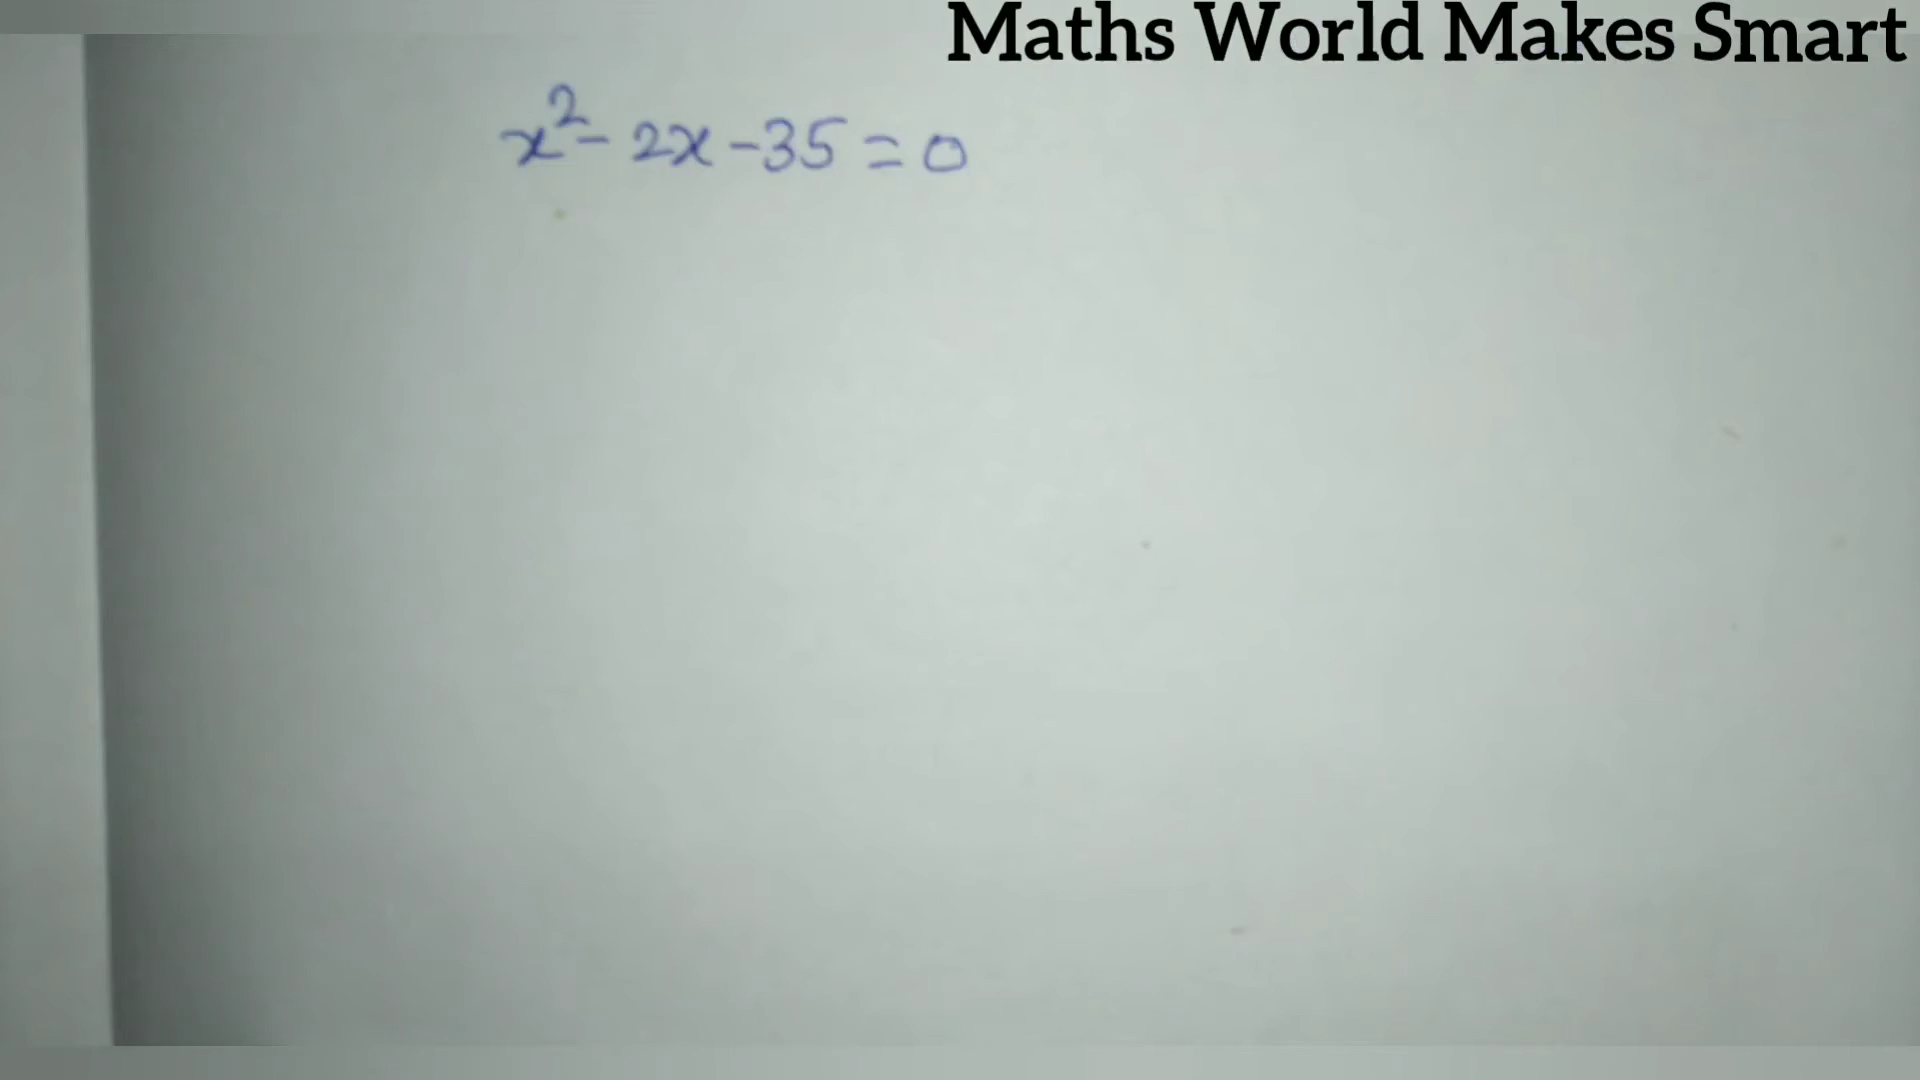 Maths World Makes Smart
x² - 2x - 35 = 0